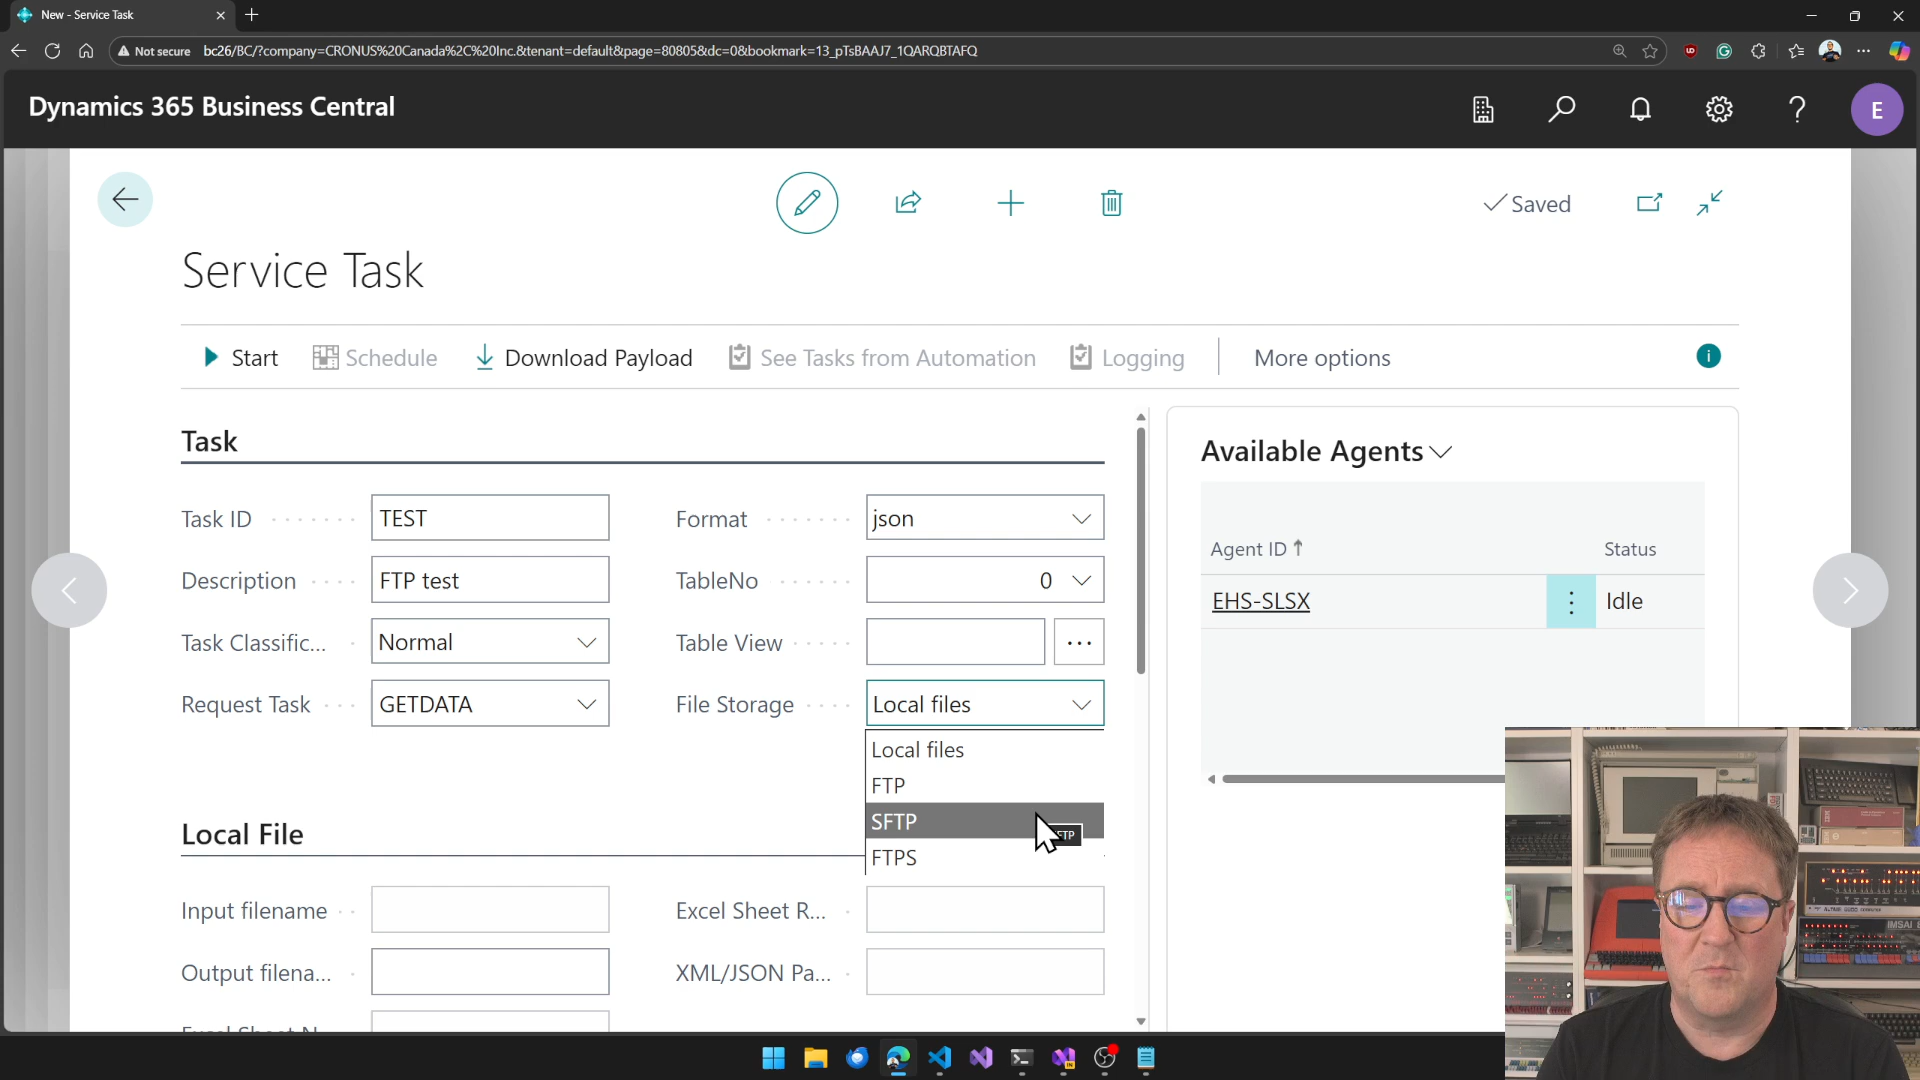 New - Service Task
Not secure
bc26/BC/?company=CRONUS%20Canada%2C%20Inc.&tenant=default&page=80805&dc=0&bookmark=13_pTsBAAJ7_1QARQBTAFQ
Dynamics 365 Business Central
E
Saved
Service Task
Start
Schedule
Download Payload
See Tasks from Automation
Logging
More options
Task
Available Agents
Task ID
TEST
Format
json
Agent ID
Status
Description
FTP test
TableNo
0
EHS-SLSX
Idle
Task Classific...
Normal
Table View
Request Task
GETDATA
File Storage
Local files
Local files
FTP
SFTP
FTPS
Local File
Input filename
Excel Sheet R...
Output filena...
XML/JSON Pa...